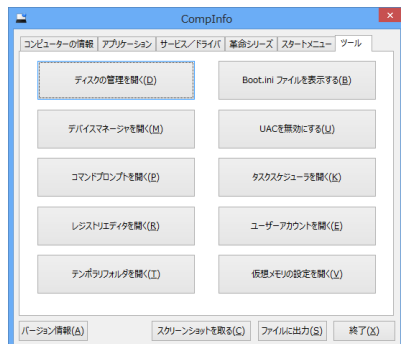 CompInfo
コンピューターの情報 アプリケーション サービス／ドライバ 革命シリーズ スタートメニュー ツール
ディスクの管理を開く(D) Boot.ini ファイルを表示する(B)
デバイスマネージャを開く(M) UACを無効にする(U)
コマンドプロンプトを開く(P) タスクスケジューラを開く(K)
レジストリエディタを開く(R) ユーザーアカウントを開く(E)
テンポラリフォルダを開く(T) 仮想メモリの設定を開く(V)
バージョン情報(A) スクリーンショットを取る(C) ファイルに出力(S) 終了(X)